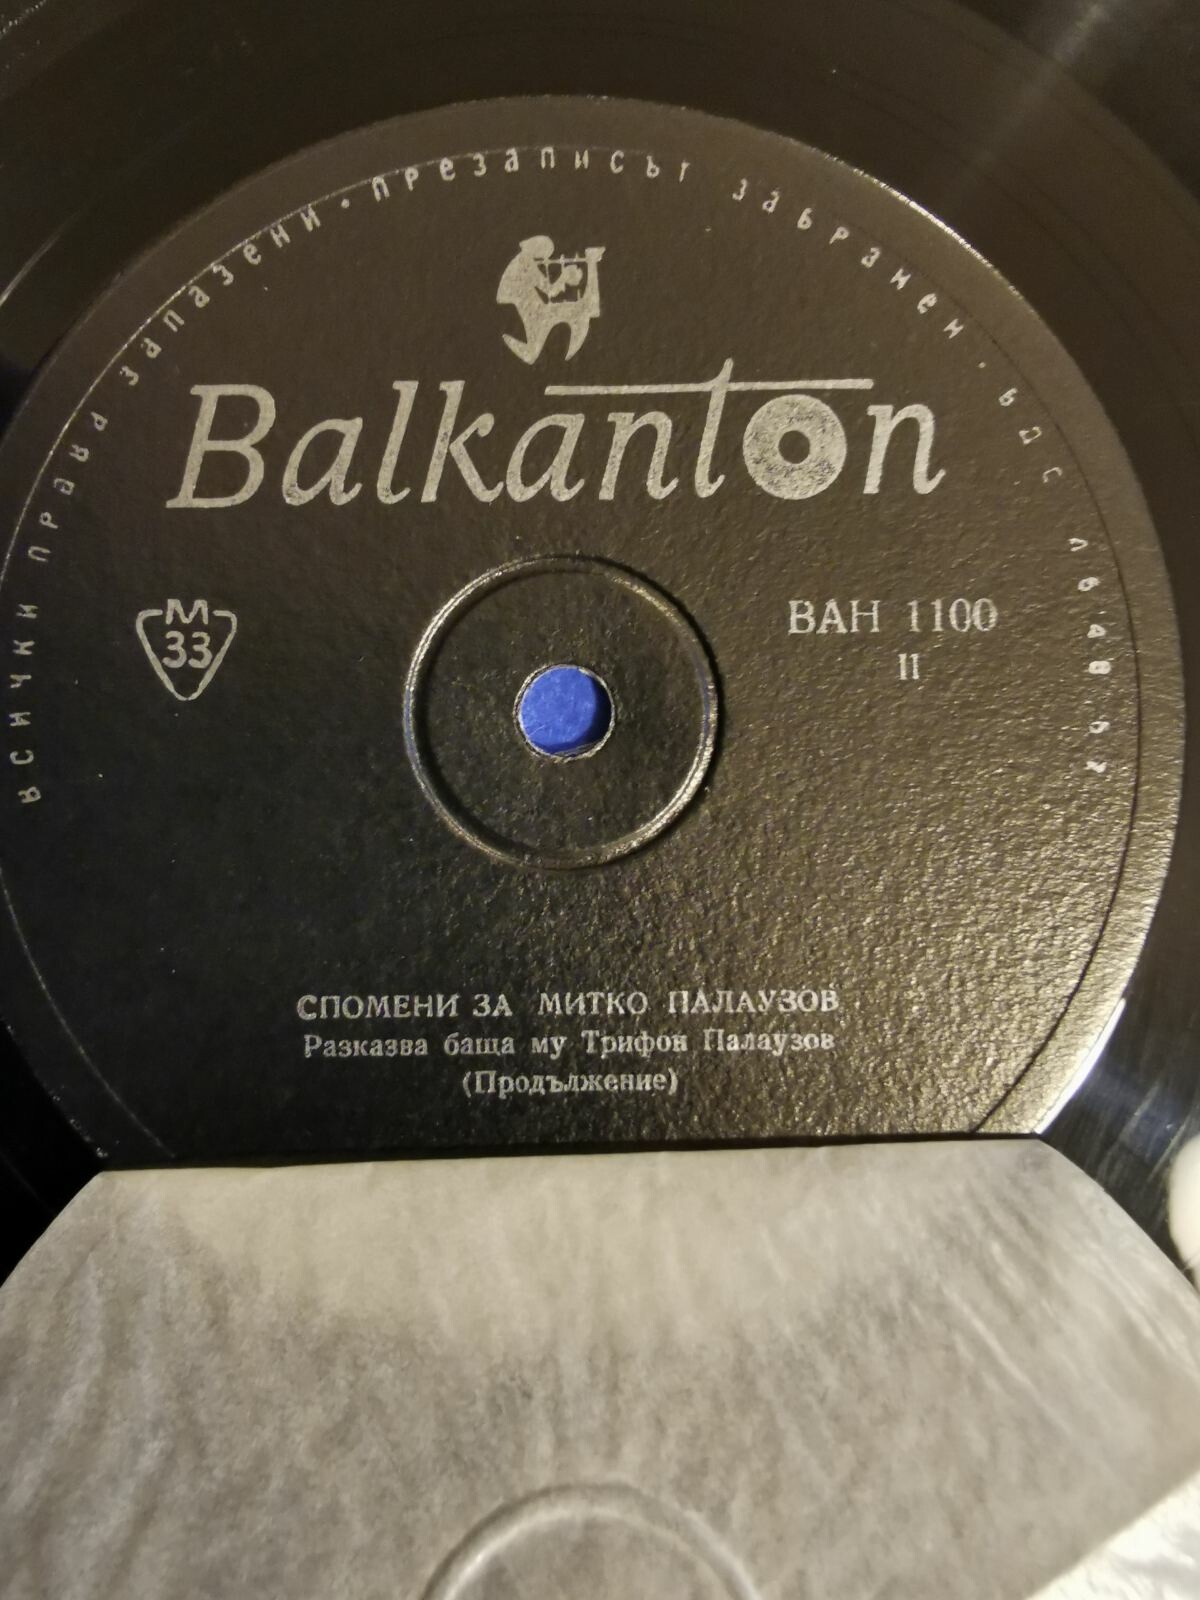 ВСИЧКИ ПРАВА ЗАПАЗЕНИ · ПРЕЗАПИСЪТ ЗАБРАНЕН · БДС
Balkanton
M
33
ВАН 1100
II
СПОМЕНИ ЗА МИТКО ПАЛАУЗОВ
Разказва баща му Трифон Палаузов
(Продължение)